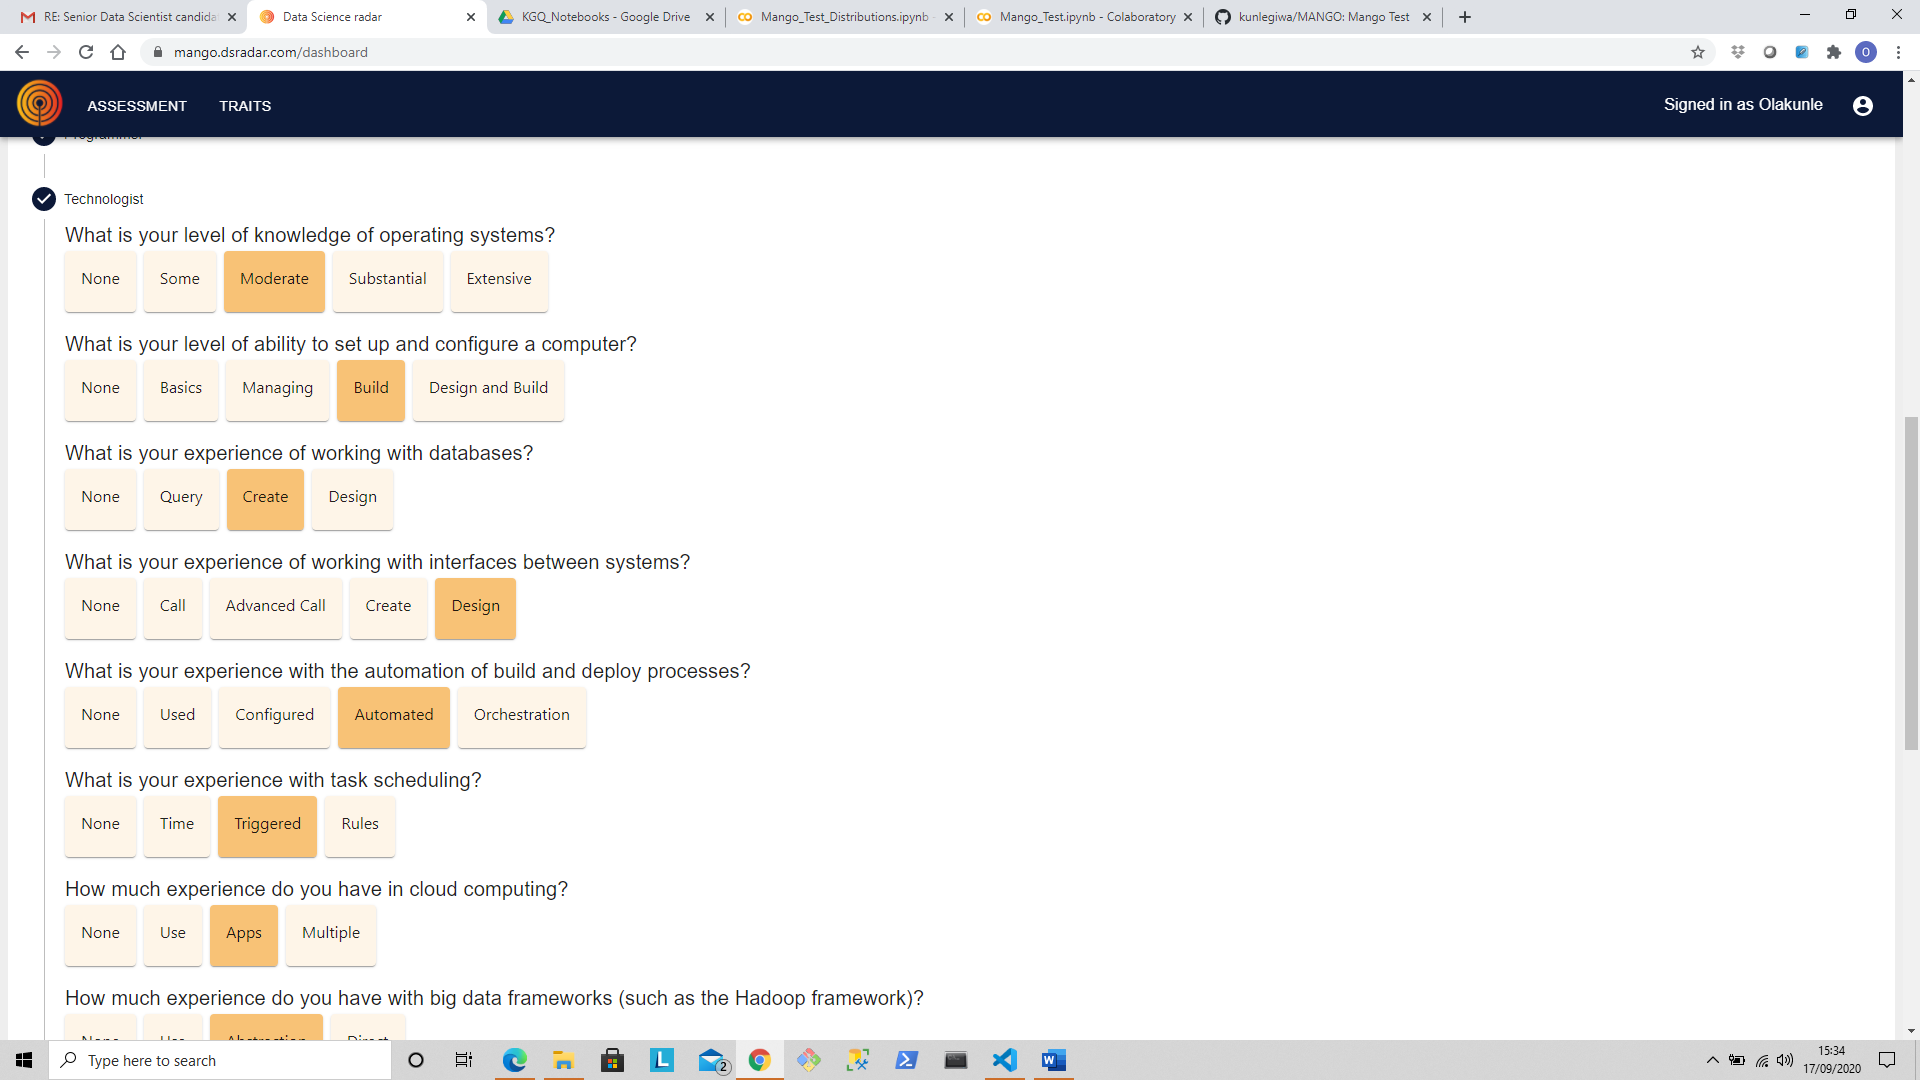 RE: Senior Data Scientist candida
Data Science radar
KGQ_Notebooks - Google Drive
Mango_Test_Distributions.ipynb -
Mango_Test.ipynb - Colaboratory
kunlegiwa/MANGO: Mango Test
mango.dsradar.com/dashboard
O
ASSESSMENT
TRAITS
Signed in as Olakunle
Programmer
Technologist
What is your level of knowledge of operating systems?
None Some Moderate Substantial Extensive
What is your level of ability to set up and configure a computer?
None Basics Managing Build Design and Build
What is your experience of working with databases?
None Query Create Design
What is your experience of working with interfaces between systems?
None Call Advanced Call Create Design
What is your experience with the automation of build and deploy processes?
None Used Configured Automated Orchestration
What is your experience with task scheduling?
None Time Triggered Rules
How much experience do you have in cloud computing?
None Use Apps Multiple
How much experience do you have with big data frameworks (such as the Hadoop framework)?
None Use Abstraction Direct
Type here to search
L
2
W
15:34
17/09/2020